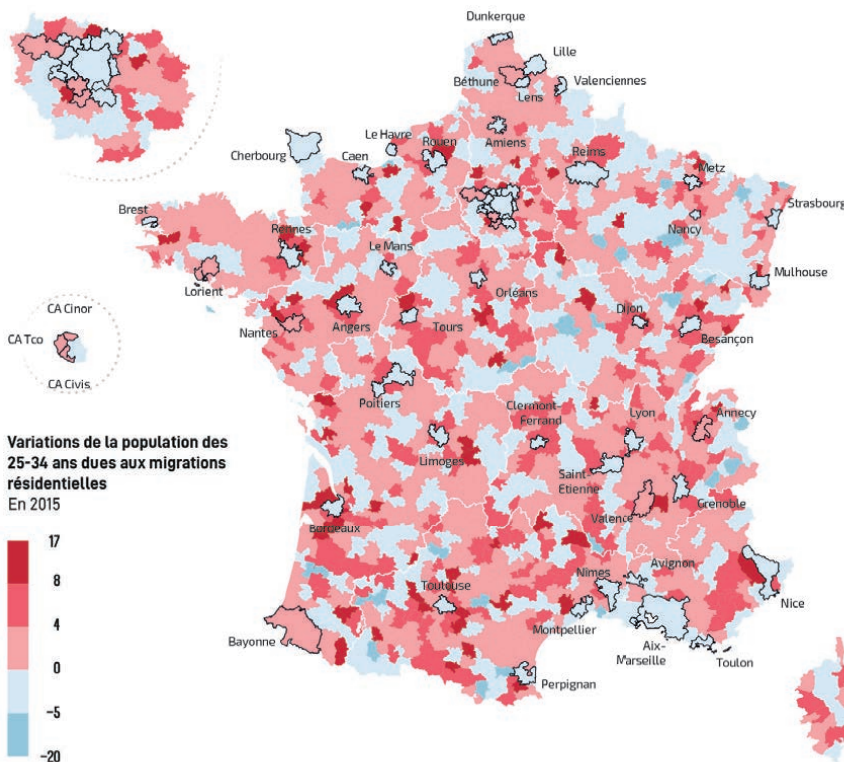 Dunkerque
Lille
Béthune
Valenciennes
Lens
Le Havre
Rouen
Amiens
Cherbourg
Caen
Reims
Metz
Strasbourg
Brest
Rennes
Nancy
Le Mans
Mulhouse
Lorient
Orléans
CA Cinor
Dijon
CA Tco
Nantes
Angers
Tours
Besançon
CA Civis
Poitiers
Clermont-
Ferrand
Lyon
Annecy
Variations de la population des
25-34 ans dues aux migrations
résidentielles
En 2015
Limoges
Saint
Etienne
Grenoble
Valence
Bordeaux
17
8
4
0
-5
-20
Nîmes
Avignon
Toulouse
Nice
Montpellier
Bayonne
Aix-
Marseille
Toulon
Perpignan